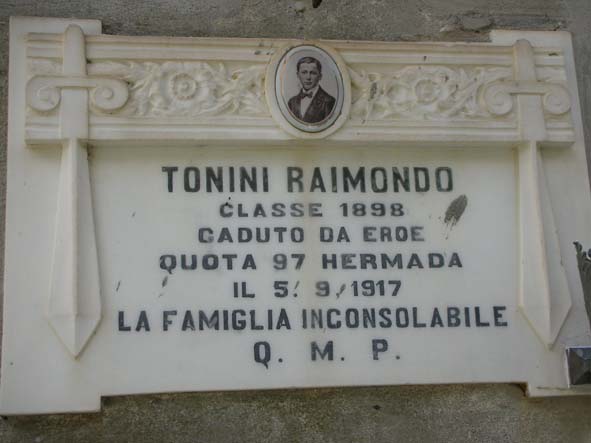 TONINI RAIMONDO
CLASSE 1898
CADUTO DA EROE
QUOTA 97 HERMADA
IL 5. 9. 1917
LA FAMIGLIA INCONSOLABILE
Q. M. P.